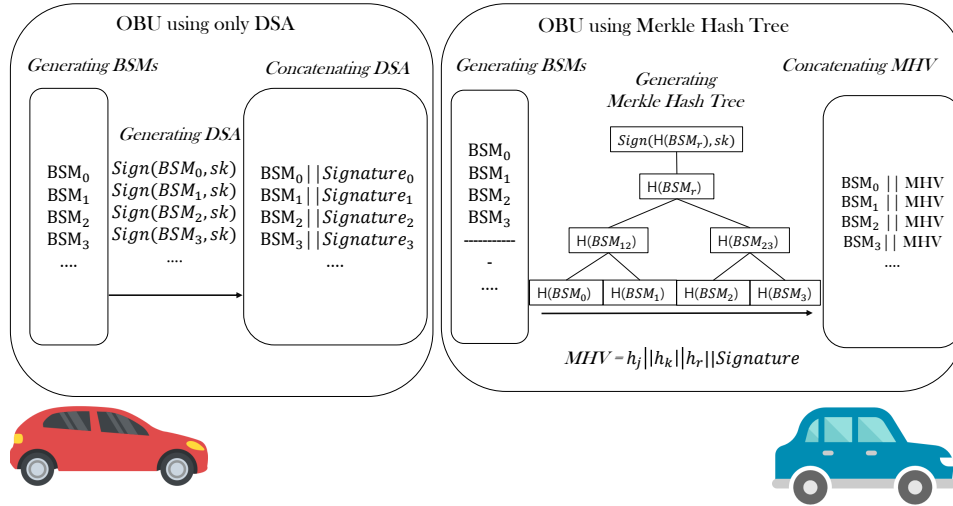 OBU using only DSA
Generating BSMs
Concatenating DSA
Generating DSA
BSM₀
BSM₁
BSM₂
BSM₃
....
Sign(BSM₀, sk)
Sign(BSM₁, sk)
Sign(BSM₂, sk)
Sign(BSM₃, sk)
....
BSM₀||Signature₀
BSM₁||Signature₁
BSM₂||Signature₂
BSM₃||Signature₃
....
OBU using Merkle Hash Tree
Generating BSMs
Generating
Merkle Hash Tree
Concatenating MHV
BSM₀
BSM₁
BSM₂
BSM₃
-----------
-
....
Sign(H(BSMᵣ), sk)
H(BSMᵣ)
H(BSM₁₂)
H(BSM₂₃)
H(BSM₀)
H(BSM₁)
H(BSM₂)
H(BSM₃)
BSM₀ || MHV
BSM₁ || MHV
BSM₂ || MHV
BSM₃ || MHV
....
MHV = hⱼ||hₖ||hᵣ||Signature